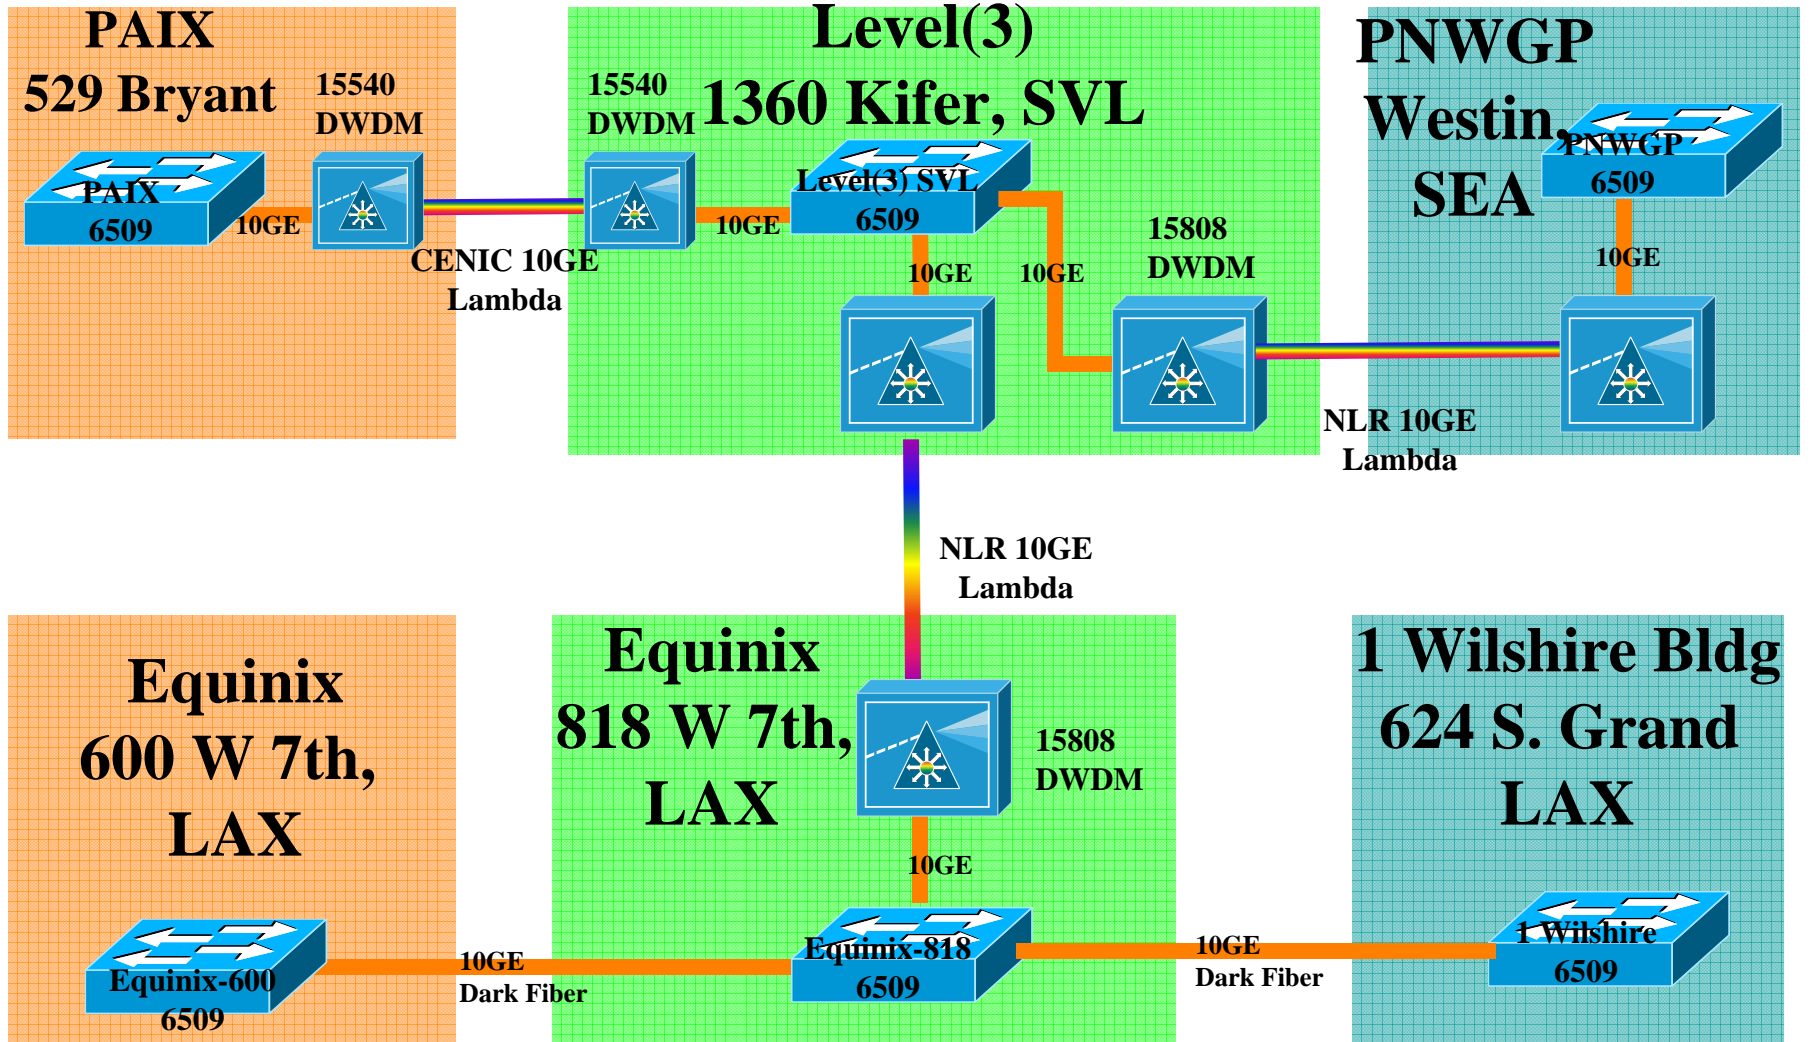 PAIX
529 Bryant
15540
DWDM
PAIX
6509
10GE
CENIC 10GE
Lambda
Level(3)
1360 Kifer, SVL
15540
DWDM
10GE
Level(3) SVL
6509
10GE
10GE
15808
DWDM
PNWGP
Westin,
SEA
PNWGP
6509
10GE
NLR 10GE
Lambda
NLR 10GE
Lambda
Equinix
600 W 7th,
LAX
Equinix-600
6509
10GE
Dark Fiber
Equinix
818 W 7th,
LAX
15808
DWDM
10GE
Equinix-818
6509
10GE
Dark Fiber
1 Wilshire Bldg
624 S. Grand
LAX
1 Wilshire
6509